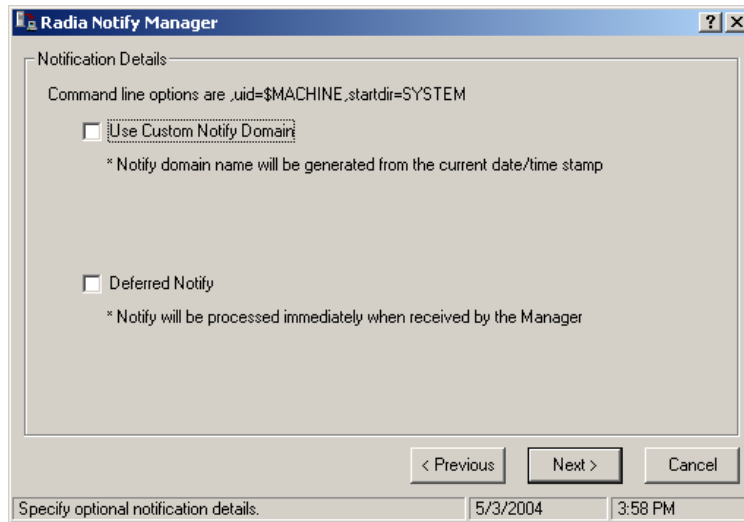 Radia Notify Manager
Notification Details
Command line options are ,uid=$MACHINE,startdir=SYSTEM
Use Custom Notify Domain
* Notify domain name will be generated from the current date/time stamp
Deferred Notify
* Notify will be processed immediately when received by the Manager
< Previous
Next >
Cancel
Specify optional notification details.
5/3/2004
3:58 PM